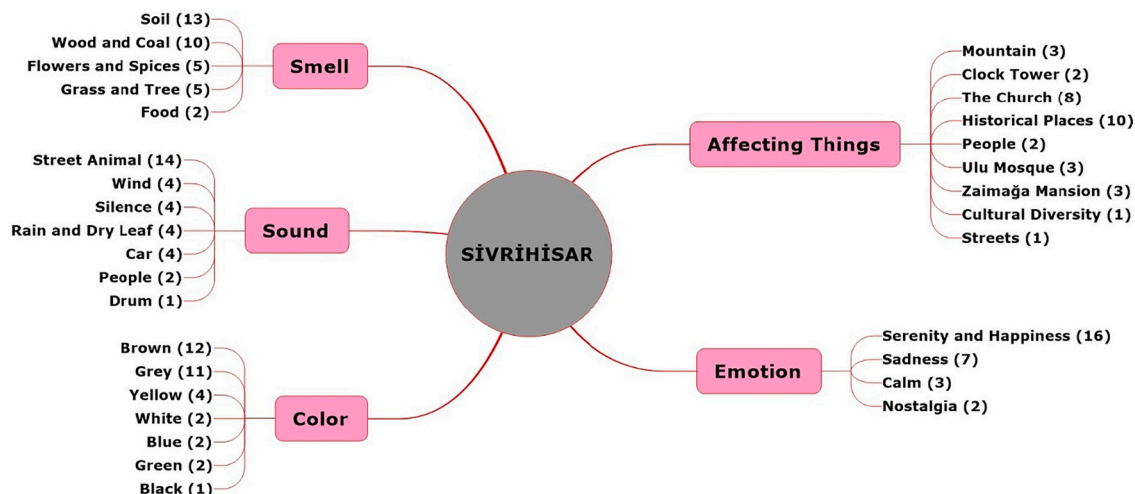 Soil (13)
Wood and Coal (10)
Flowers and Spices (5)
Grass and Tree (5)
Food (2)
Smell
Street Animal (14)
Wind (4)
Silence (4)
Rain and Dry Leaf (4)
Car (4)
People (2)
Drum (1)
Sound
Brown (12)
Grey (11)
Yellow (4)
White (2)
Blue (2)
Green (2)
Black (1)
Color
SİVRİHİSAR
Affecting Things
Mountain (3)
Clock Tower (2)
The Church (8)
Historical Places (10)
People (2)
Ulu Mosque (3)
Zaimağa Mansion (3)
Cultural Diversity (1)
Streets (1)
Emotion
Serenity and Happiness (16)
Sadness (7)
Calm (3)
Nostalgia (2)